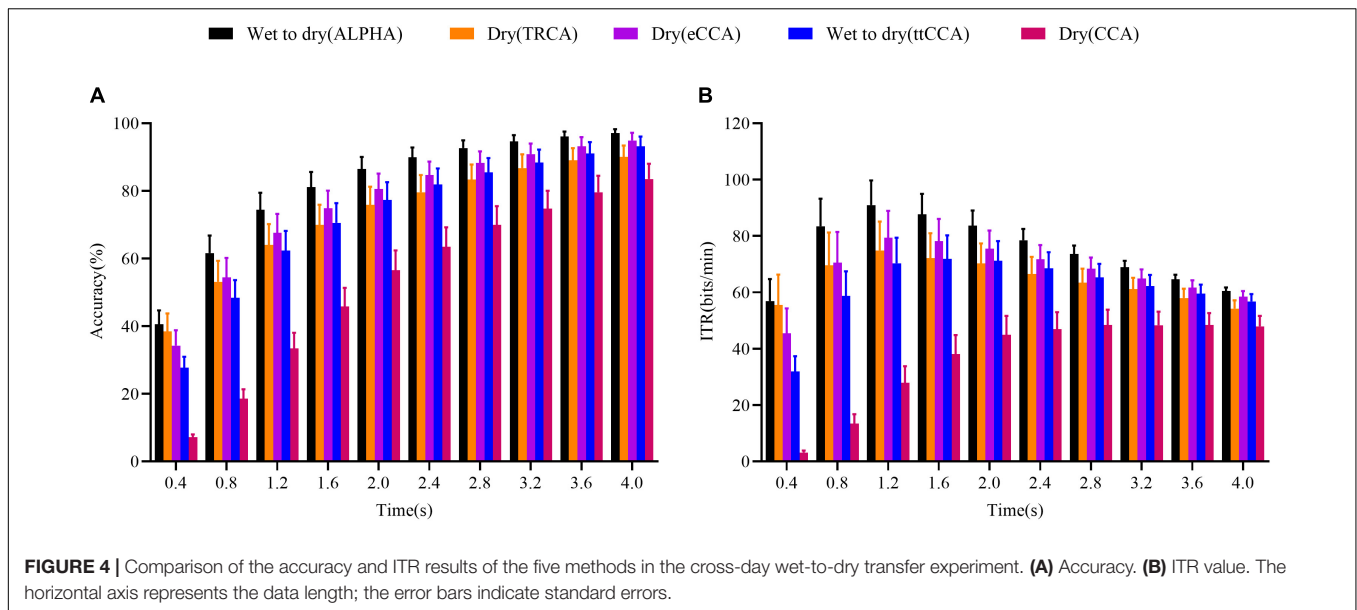 Wet to dry(ALPHA) Dry(TRCA) Dry(eCCA) Wet to dry(ttCCA) Dry(CCA)
A
Accuracy(%)
100
80
60
40
20
0
0.4 0.8 1.2 1.6 2.0 2.4 2.8 3.2 3.6 4.0
Time(s)
B
ITR(bits/min)
120
100
80
60
40
20
0
0.4 0.8 1.2 1.6 2.0 2.4 2.8 3.2 3.6 4.0
Time(s)
FIGURE 4 | Comparison of the accuracy and ITR results of the five methods in the cross-day wet-to-dry transfer experiment. (A) Accuracy. (B) ITR value. The
horizontal axis represents the data length; the error bars indicate standard errors.